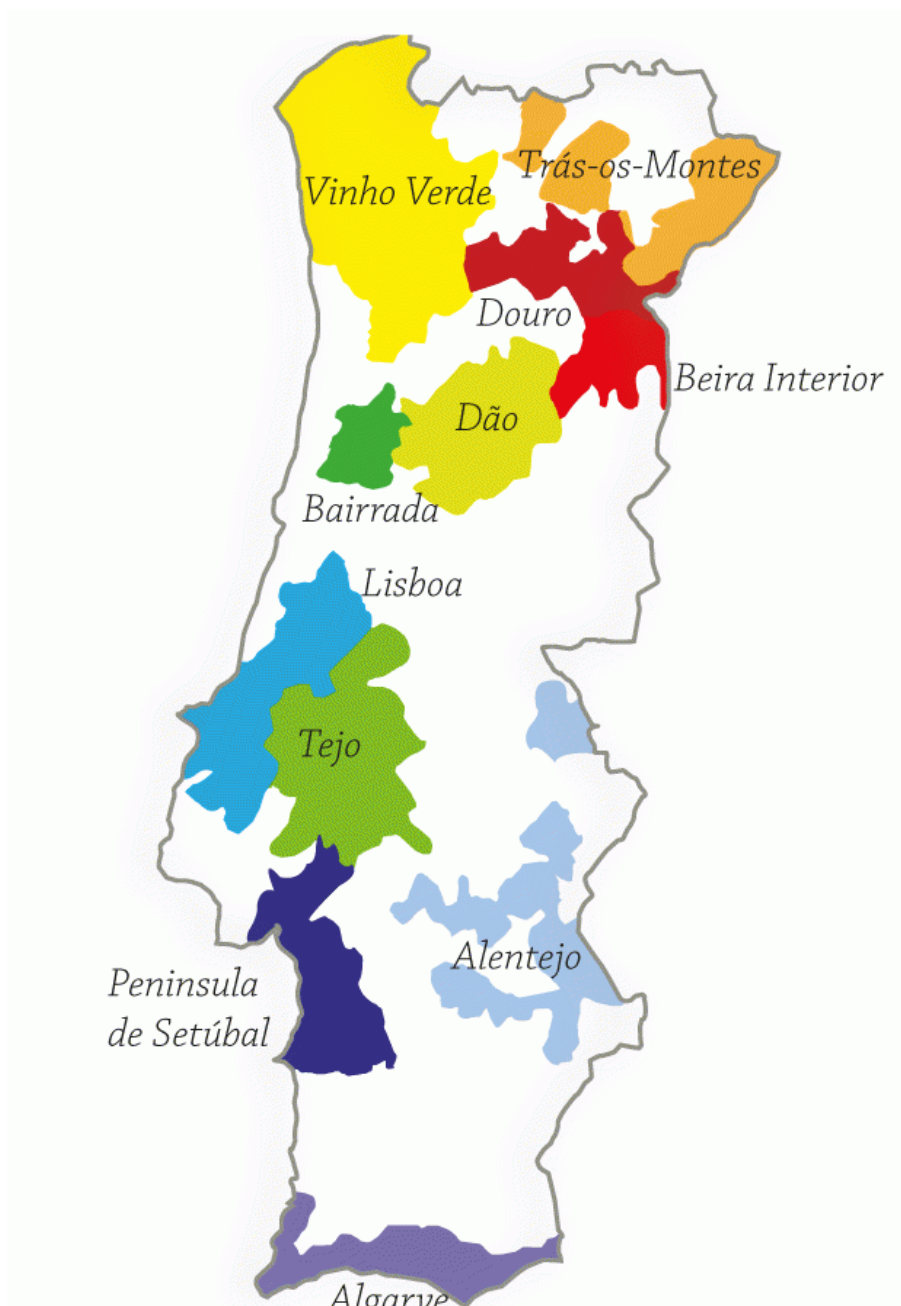 Trás-os-Montes
Vinho Verde
Douro
Beira Interior
Dão
Bairrada
Lisboa
Tejo
Alentejo
Peninsula
de Setúbal
Algarve